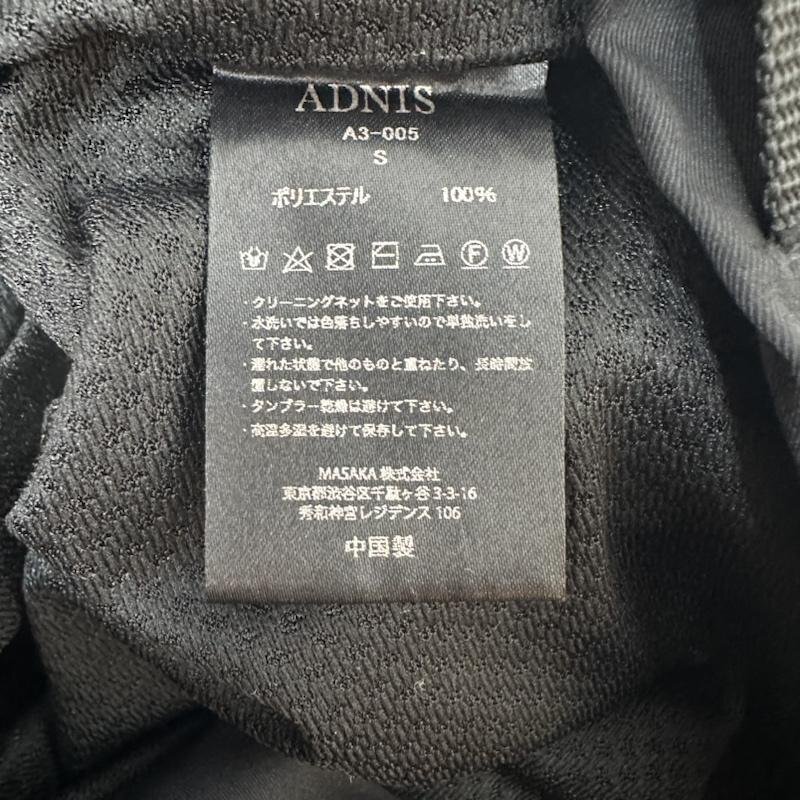 ADNIS
A3-005
S
ポリエステル 100%
F W
・クリーニングネットをご使用下さい。
・水洗いでは色落ちしやすいので単独洗いをし
て下さい。
・濡れた状態で他のものと重ねたり、長時間放
置しないで下さい。
・タンブラー乾燥は避けて下さい。
・高温多湿を避けて保存して下さい。
MASAKA 株式会社
東京都渋谷区千駄ヶ谷 3-3-16
秀和神宮レジデンス 106
中国製